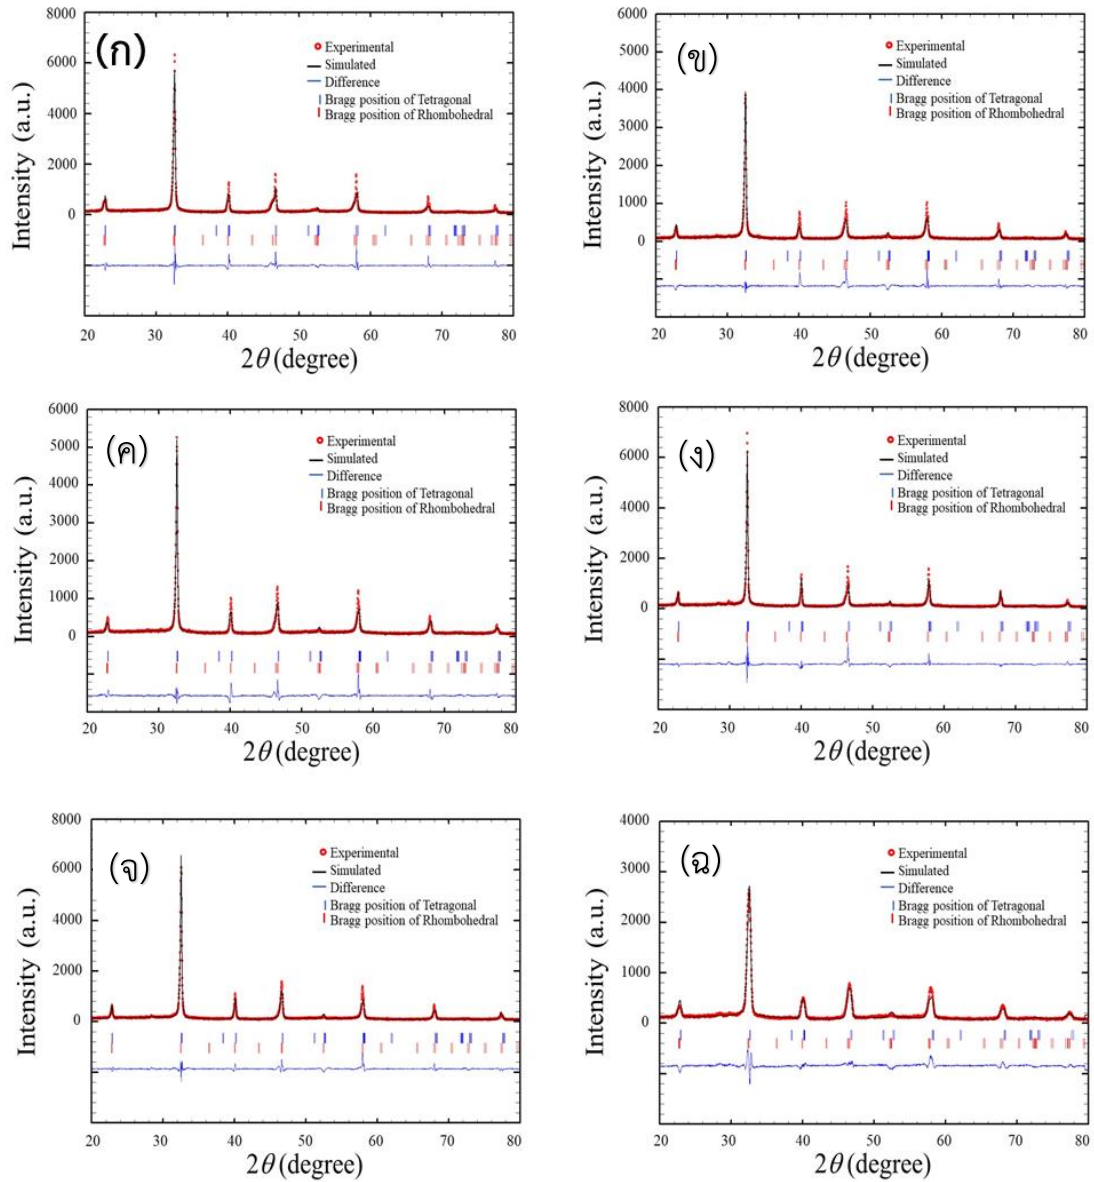 (ก)
8000
6000
4000
2000
0
Intensity (a.u.)
Experimental
Simulated
Difference
Bragg position of Tetragonal
Bragg position of Rhombohedral
20 30 40 50 60 70 80
2θ (degree)
(ข)
6000
5000
4000
3000
2000
1000
0
Intensity (a.u.)
Experimental
Simulated
Difference
Bragg position of Tetragonal
Bragg position of Rhombohedral
20 30 40 50 60 70 80
2θ (degree)
(ค)
6000
5000
4000
3000
2000
1000
0
Intensity (a.u.)
Experimental
Simulated
Difference
Bragg position of Tetragonal
Bragg position of Rhombohedral
20 30 40 50 60 70 80
2θ (degree)
(ง)
8000
6000
4000
2000
0
Intensity (a.u.)
Experimental
Simulated
Difference
Bragg position of Tetragonal
Bragg position of Rhombohedral
20 30 40 50 60 70 80
2θ (degree)
(จ)
8000
6000
4000
2000
0
Intensity (a.u.)
Experimental
Simulated
Difference
Bragg position of Tetragonal
Bragg position of Rhombohedral
20 30 40 50 60 70 80
2θ (degree)
(ฉ)
4000
3000
2000
1000
0
Intensity (a.u.)
Experimental
Simulated
Difference
Bragg position of Tetragonal
Bragg position of Rhombohedral
20 30 40 50 60 70 80
2θ (degree)